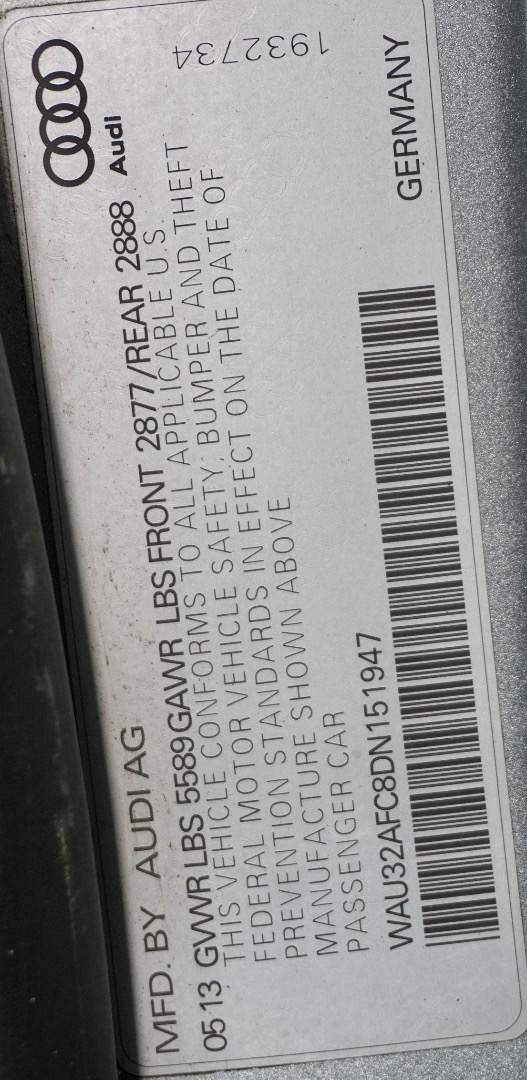 MFD. BY AUDI AG
Audi
05 13 GVWR LBS 5589 GAWR LBS FRONT 2877/REAR 2888
THIS VEHICLE CONFORMS TO ALL APPLICABLE U.S.
FEDERAL MOTOR VEHICLE SAFETY, BUMPER AND THEFT
PREVENTION STANDARDS IN EFFECT ON THE DATE OF
MANUFACTURE SHOWN ABOVE
PASSENGER CAR
1932734
WAU32AFC8DN151947
GERMANY